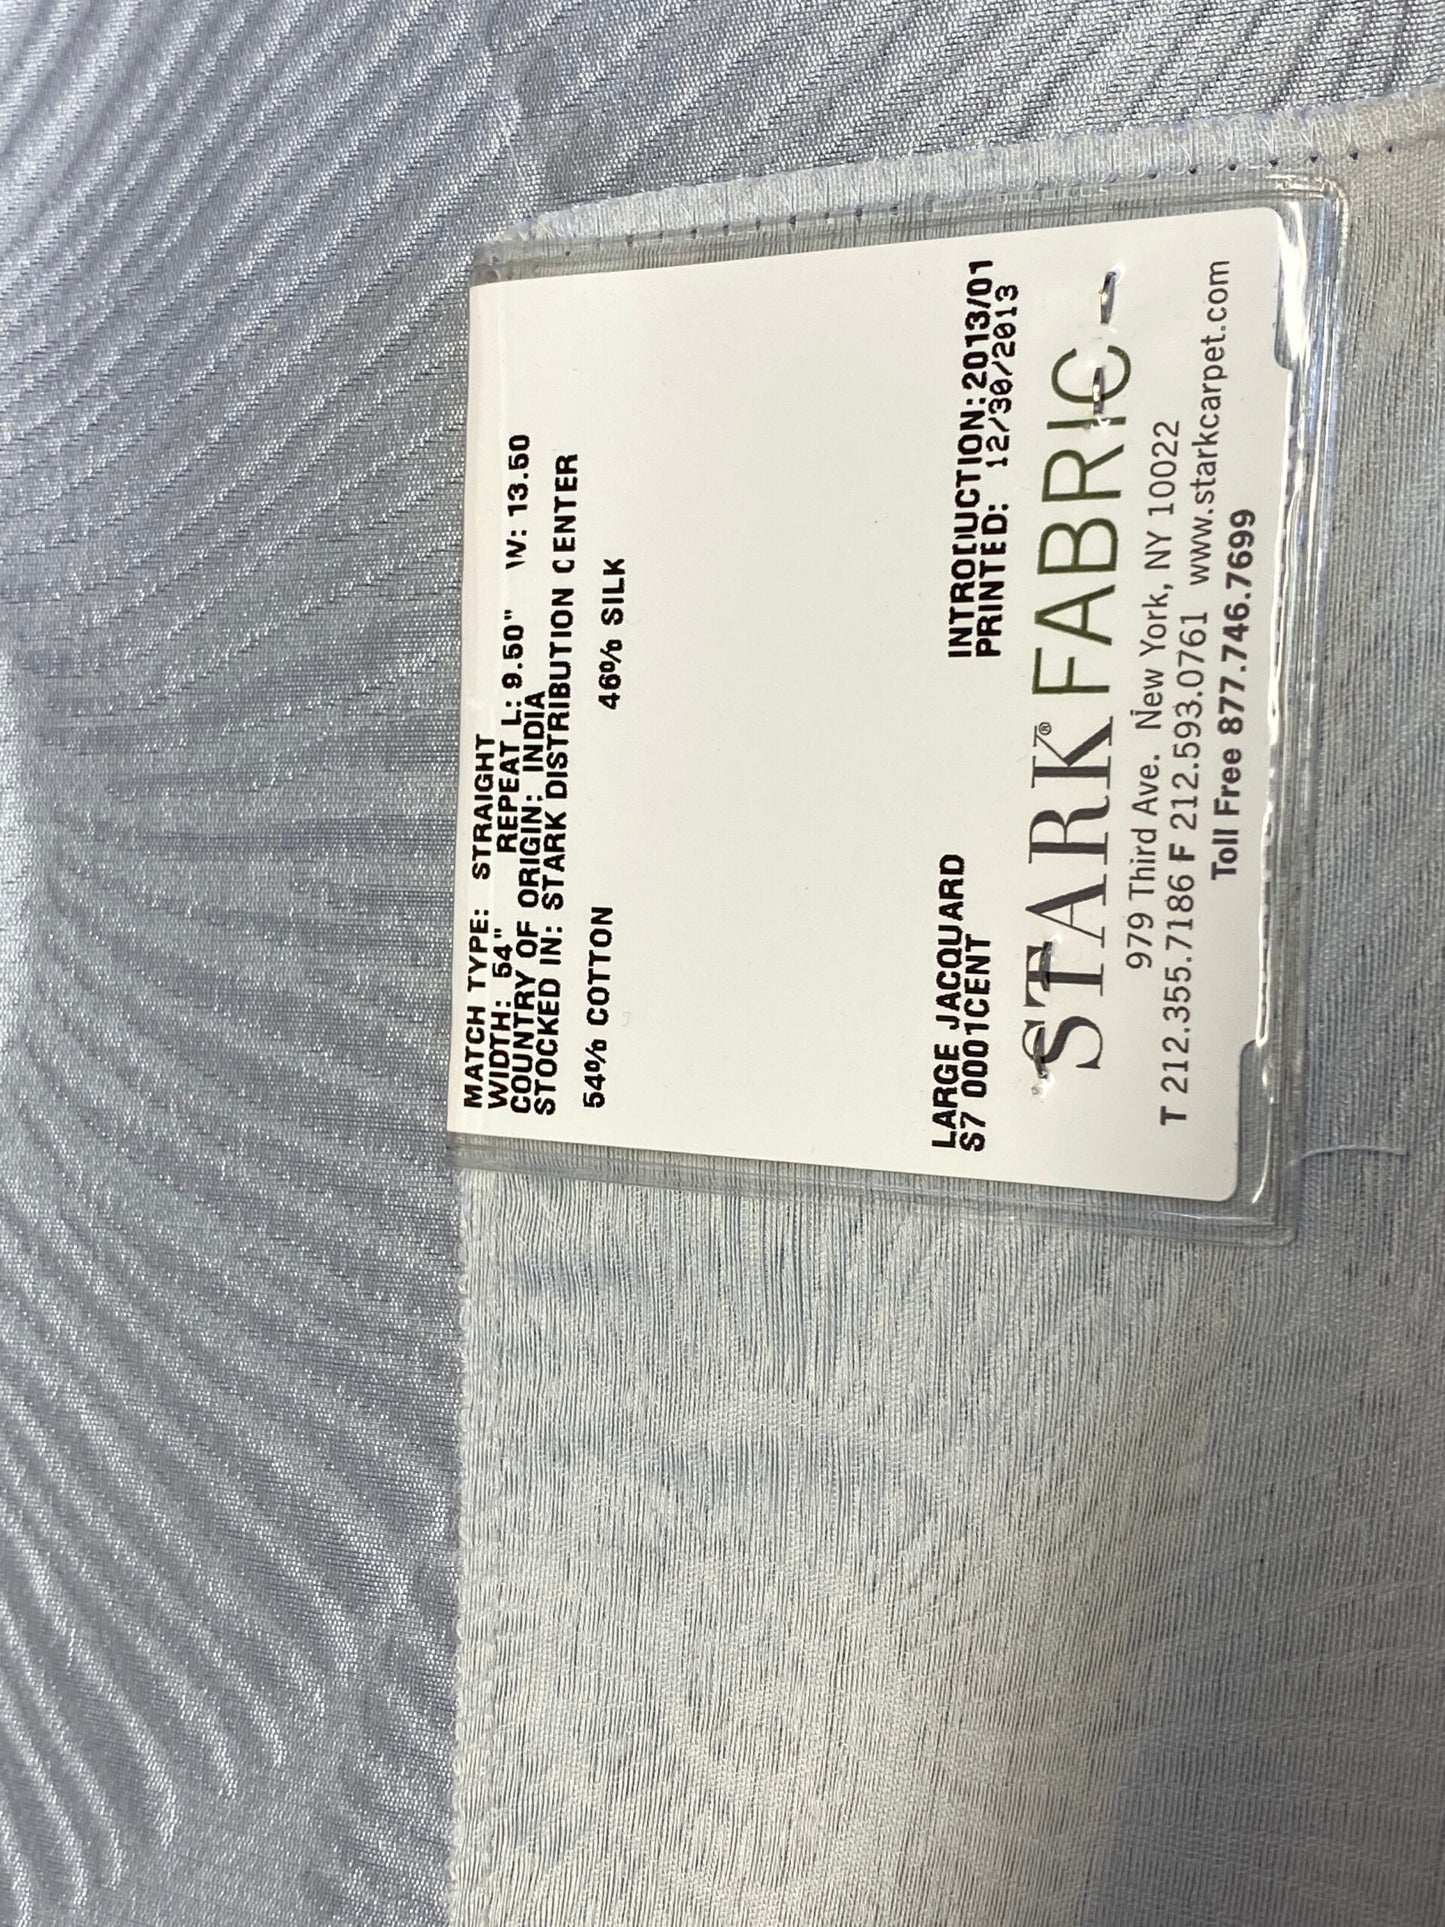 MATCH TYPE: STRAIGHT
WIDTH: 54" REPEAT L: 9.50" W: 13.50
COUNTRY OF ORIGIN: INDIA
STOCKED IN: STARK DISTRIBUTION CENTER
54% COTTON 46% SILK
LARGE JACQUARD INTRODUCTION:2013/01
S7 0001CENT PRINTED: 12/30/2013
STARK® FABRIC
979 Third Ave. New York, NY 10022
T 212.355.7186 F 212.593.0761 www.starkcarpet.com
Toll Free 877.746.7699